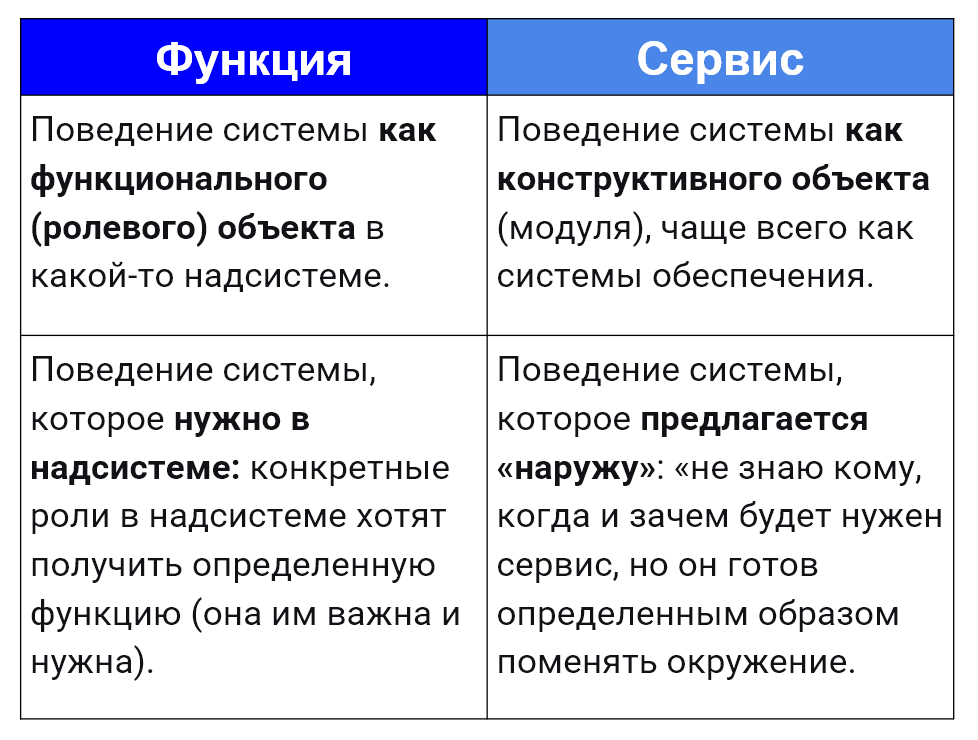 Функция
Сервис
Поведение системы как
функционального
(ролевого) объекта в
какой-то надсистеме.
Поведение системы как
конструктивного объекта
(модуля), чаще всего как
системы обеспечения.
Поведение системы,
которое нужно в
надсистеме: конкретные
роли в надсистеме хотят
получить определенную
функцию (она им важна и
нужна).
Поведение системы,
которое предлагается
«наружу»: «не знаю кому,
когда и зачем будет нужен
сервис, но он готов
определенным образом
поменять окружение.